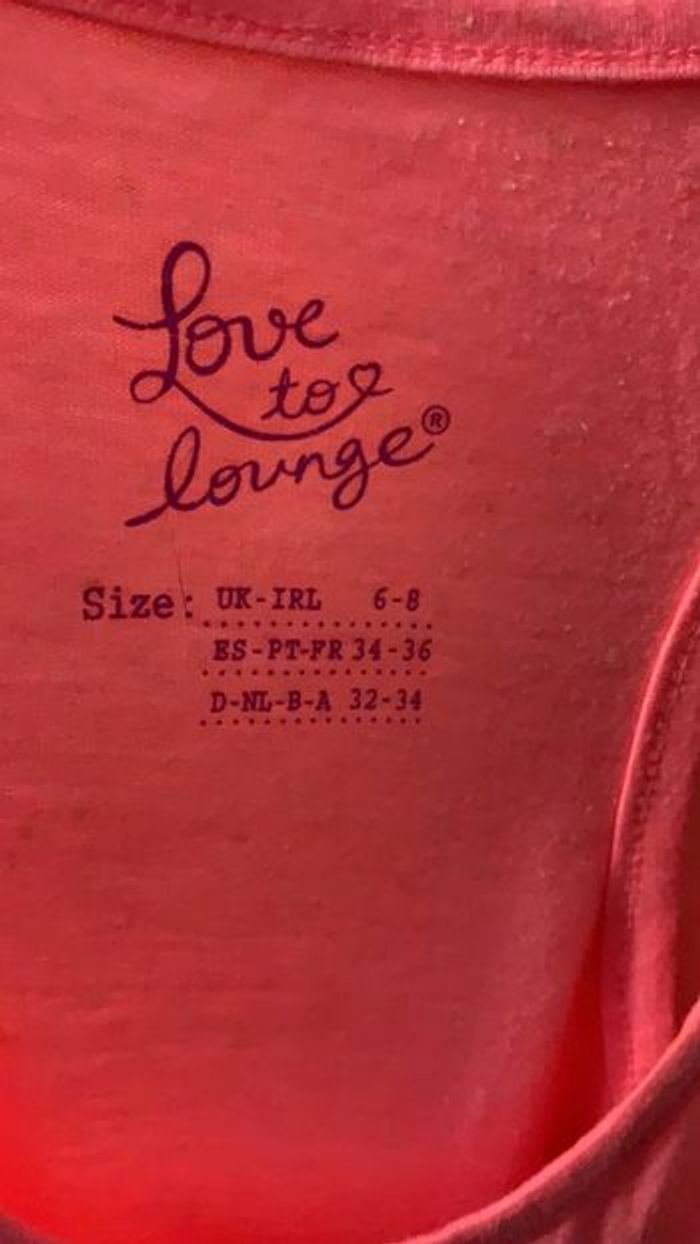 Love
to
lounge®
Size: UK-IRL 6-8
ES-PT-FR 34-36
D-NL-B-A 32-34